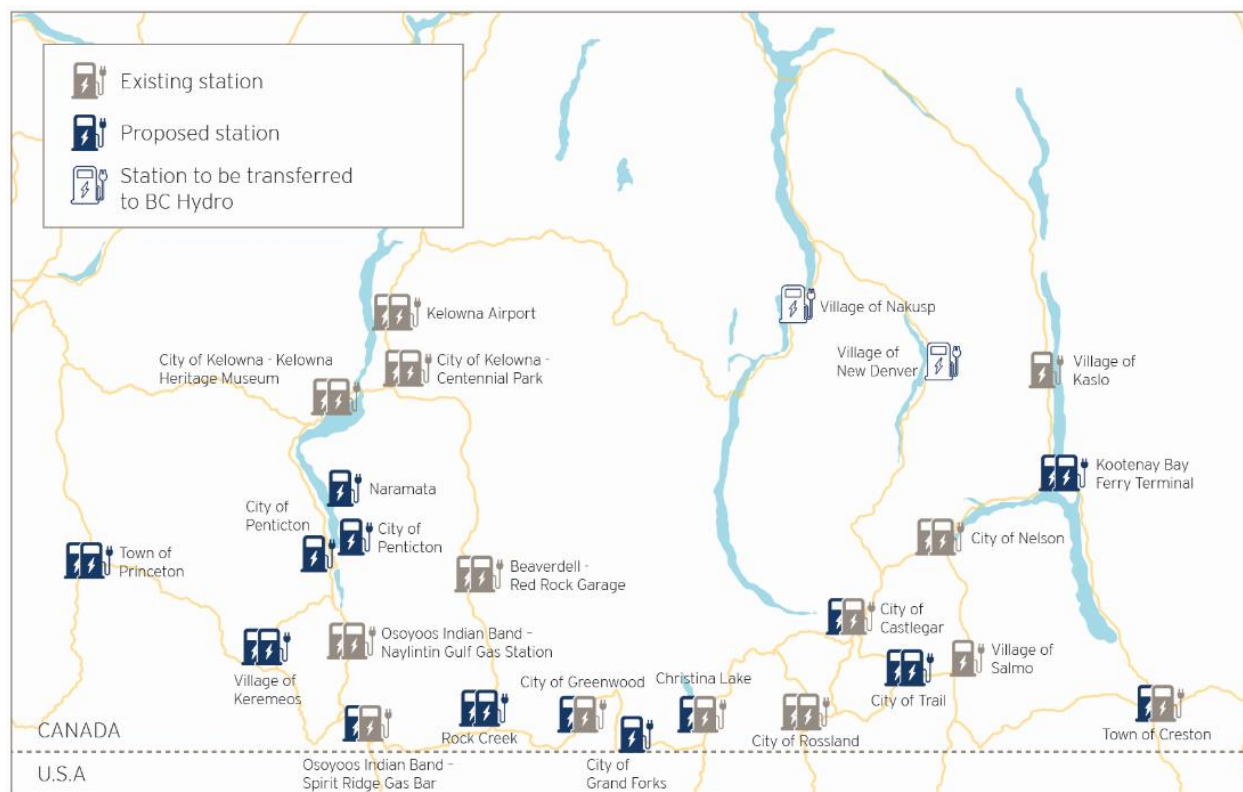 Existing station
Proposed station
Station to be transferred
to BC Hydro
Kelowna Airport
Village of Nakusp
City of Kelowna - Kelowna
Heritage Museum
City of Kelowna -
Centennial Park
Village of
New Denver
Village of
Kaslo
Naramata
Kootenay Bay
Ferry Terminal
City of
Penticton
City of
Penticton
City of Nelson
Town of
Princeton
Beaverdell -
Red Rock Garage
City of
Castlegar
Osoyoos Indian Band –
Naylintin Gulf Gas Station
Village of
Salmo
Village of
Keremeos
City of Greenwood
Christina Lake
City of Trail
CANADA
Rock Creek
City of Rossland
Town of Creston
U.S.A
Osoyoos Indian Band –
Spirit Ridge Gas Bar
City of
Grand Forks